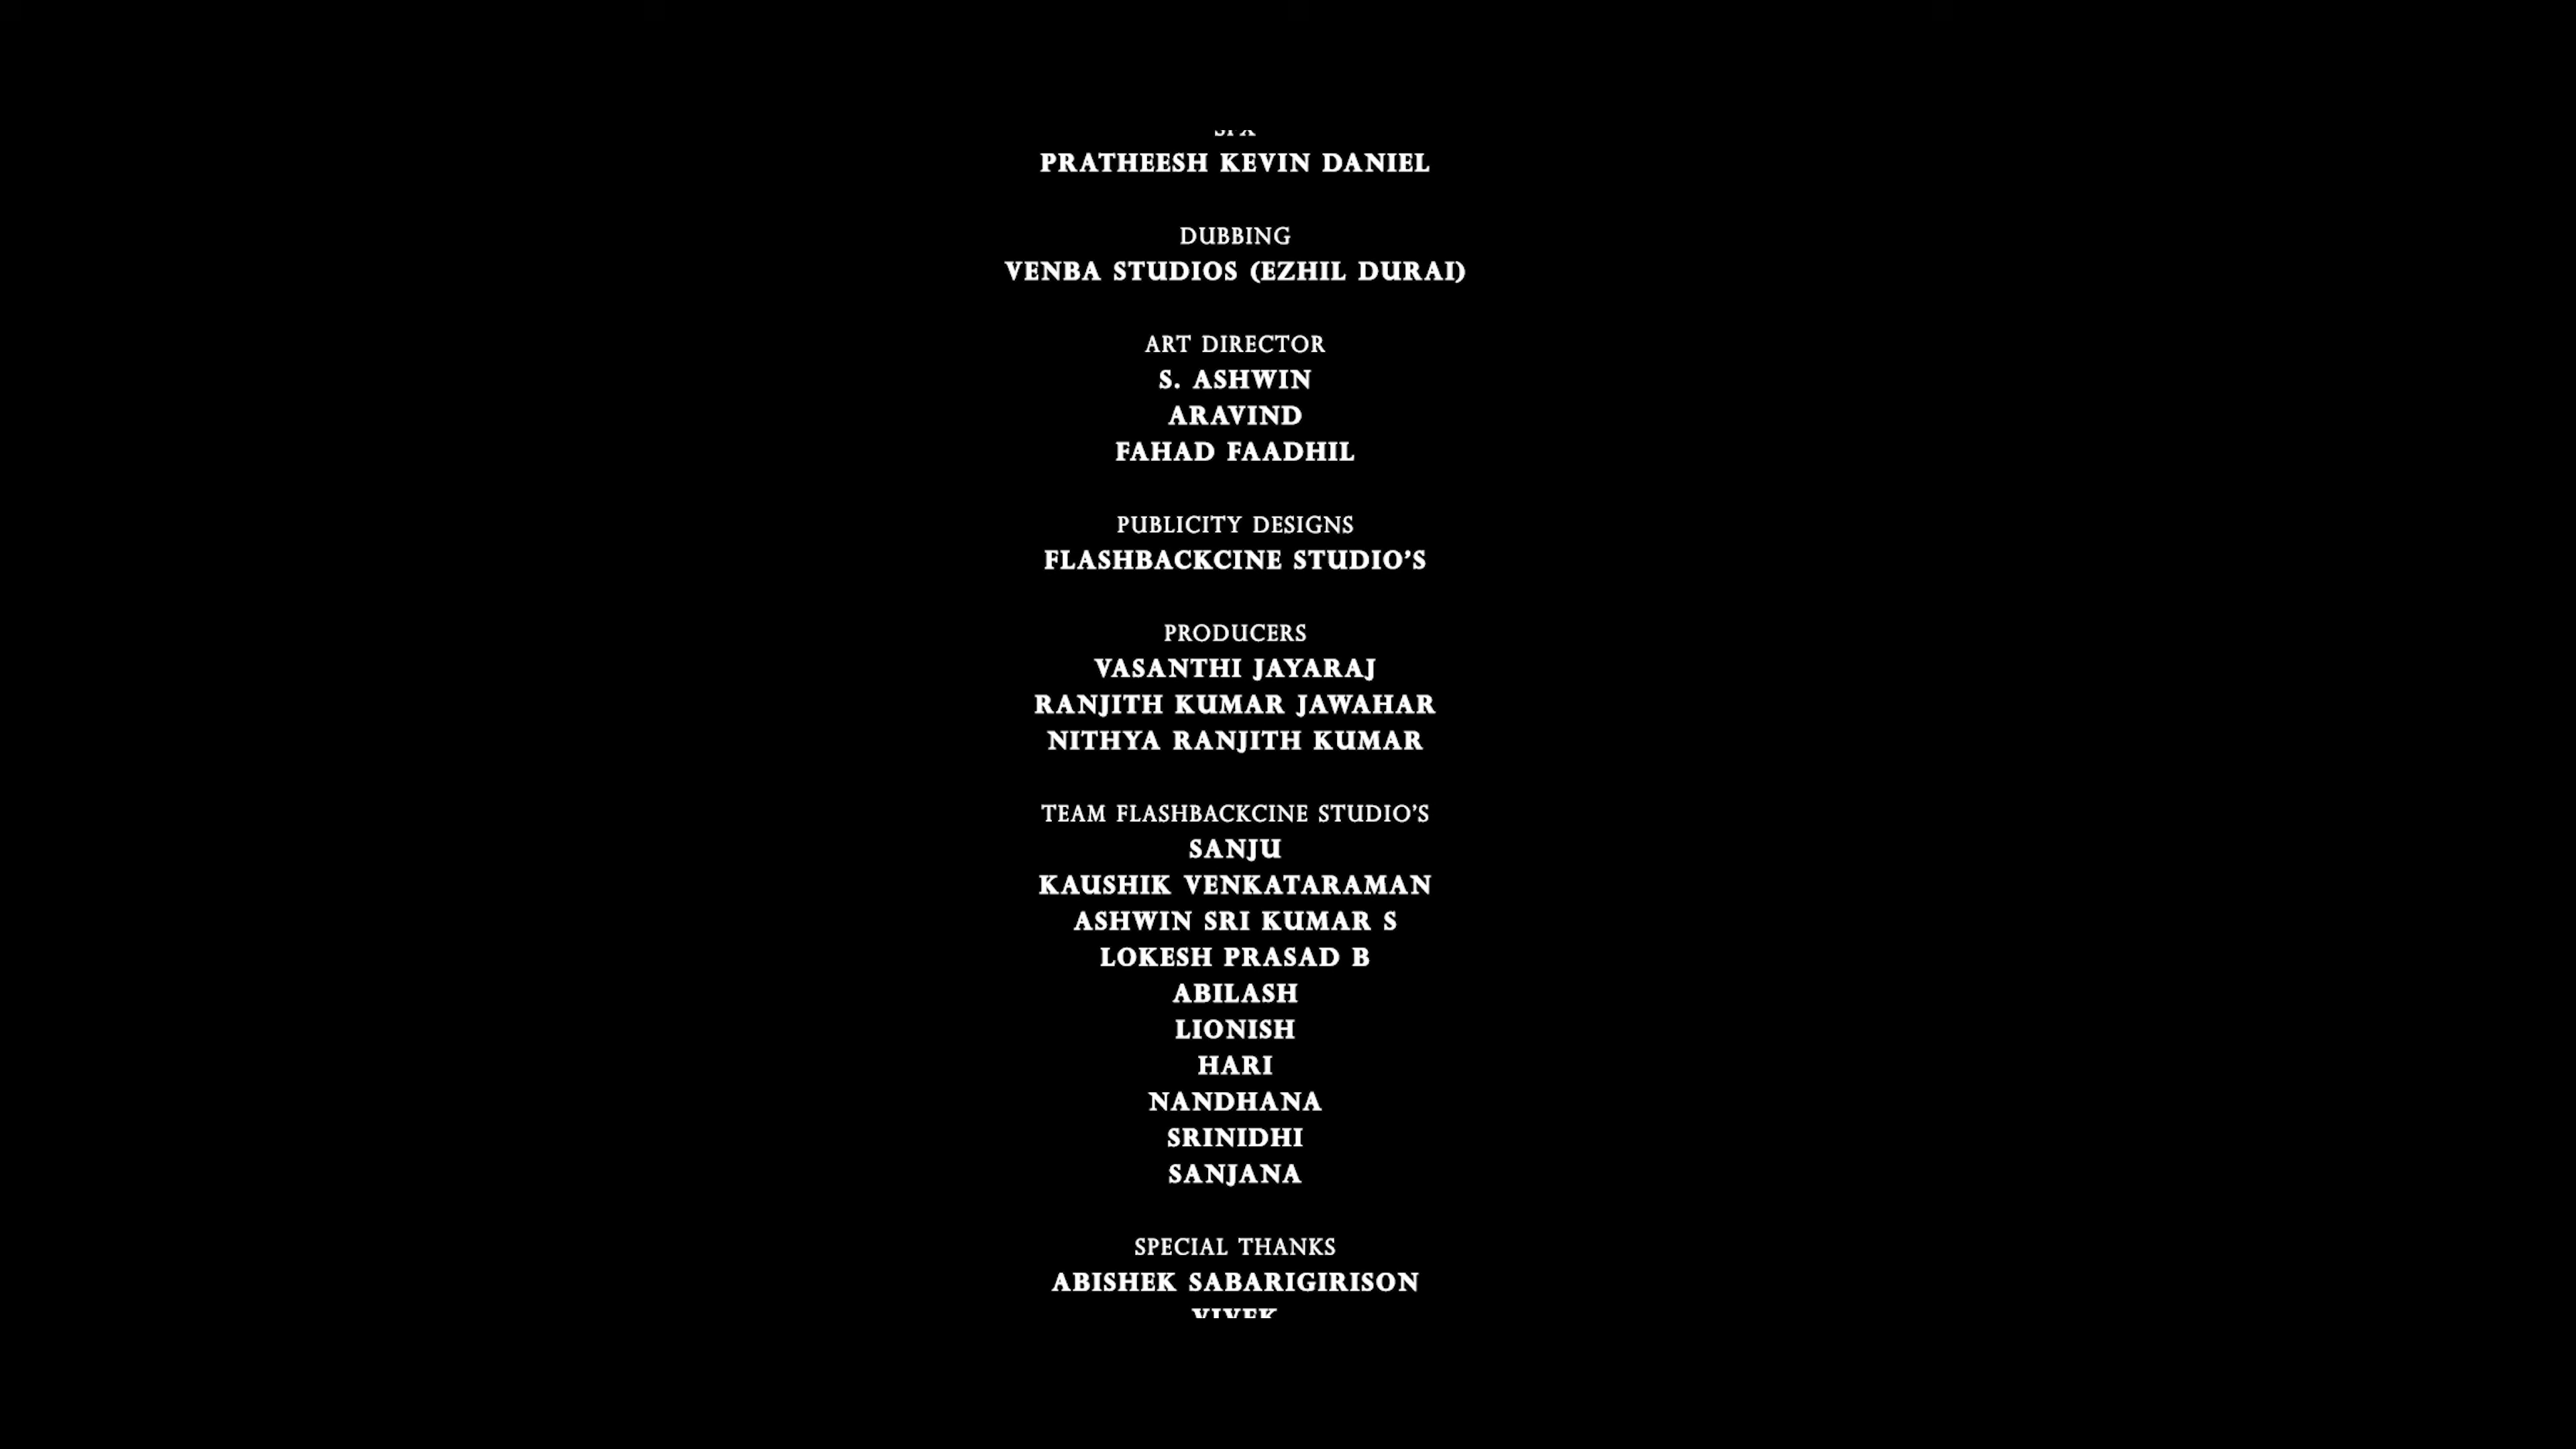 PRATHEESH KEVIN DANIEL
DUBBING
VENBA STUDIOS (EZHIL DURAI)
ART DIRECTOR
S. ASHWIN
ARAVIND
FAHAD FAADHIL
PUBLICITY DESIGNS
FLASHBACKCINE STUDIO'S
PRODUCERS
VASANTHI JAYARAJ
RANJITH KUMAR JAWAHAR
NITHYA RANJITH KUMAR
TEAM FLASHBACKCINE STUDIO'S
SANJU
KAUSHIK VENKATARAMAN
ASHWIN SRI KUMAR S
LOKESH PRASAD B
ABILASH
LIONISH
HARI
NANDHANA
SRINIDHI
SANJANA
SPECIAL THANKS
ABISHEK SABARIGIRISON
VIVEK